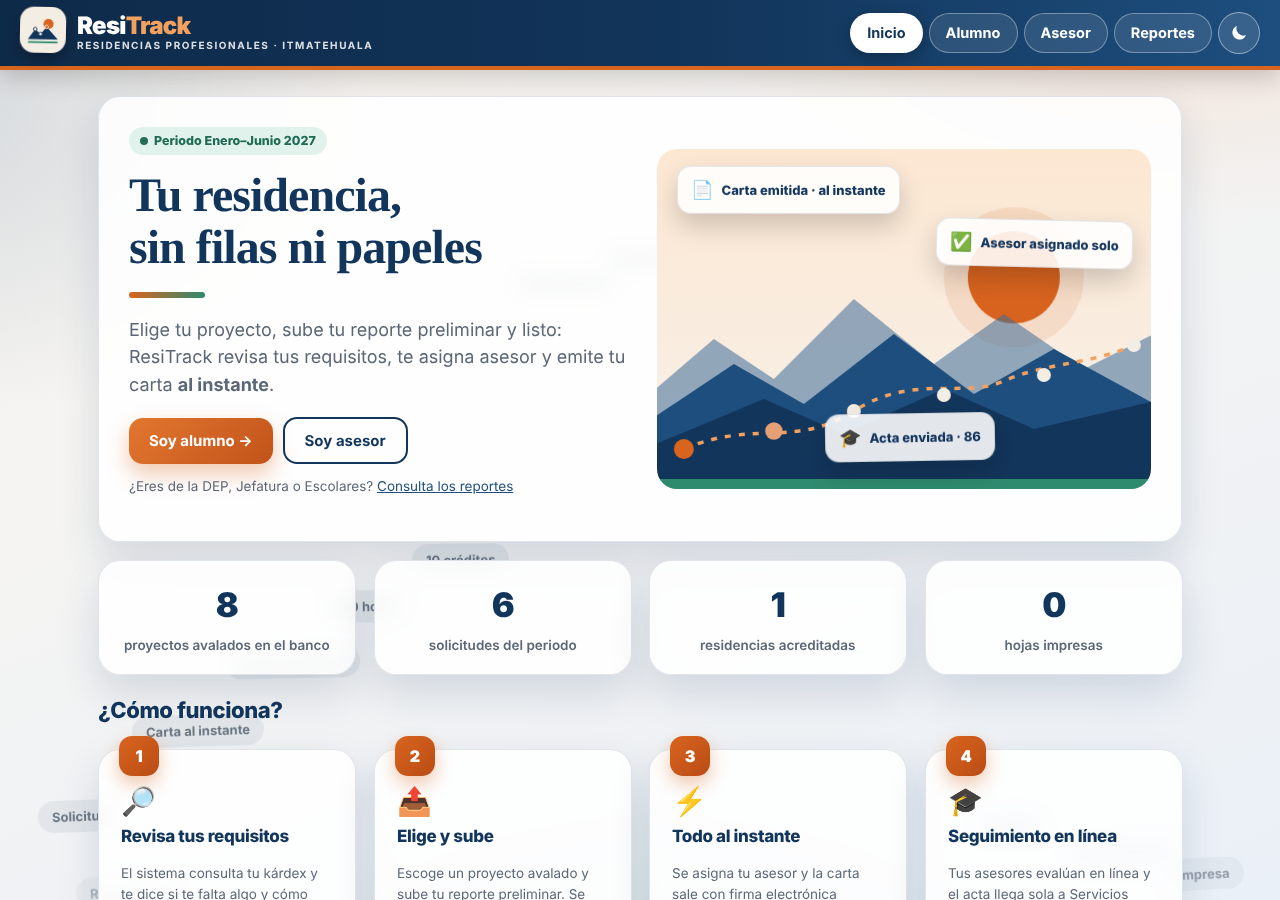 ResiTrack
RESIDENCIAS PROFESIONALES · ITMATEHUALA
Inicio
Alumno
Asesor
Reportes
Periodo Enero–Junio 2027
Tu residencia,
sin filas ni papeles
Elige tu proyecto, sube tu reporte preliminar y listo:
ResiTrack revisa tus requisitos, te asigna asesor y emite tu
carta al instante.
Soy alumno →
Soy asesor
¿Eres de la DEP, Jefatura o Escolares? Consulta los reportes
Carta emitida · al instante
Asesor asignado solo
Acta enviada · 86
10 créditos
8
proyectos avalados en el banco
6
solicitudes del periodo
1
residencias acreditadas
0
hojas impresas
¿Cómo funciona?
Carta al instante
1
Revisa tus requisitos
El sistema consulta tu kárdex y
te dice si te falta algo y cómo
2
Elige y sube
Escoge un proyecto avalado y
sube tu reporte preliminar. Se
3
Todo al instante
Se asigna tu asesor y la carta
sale con firma electrónica
4
Seguimiento en línea
Tus asesores evalúan en línea y
el acta llega sola a Servicios